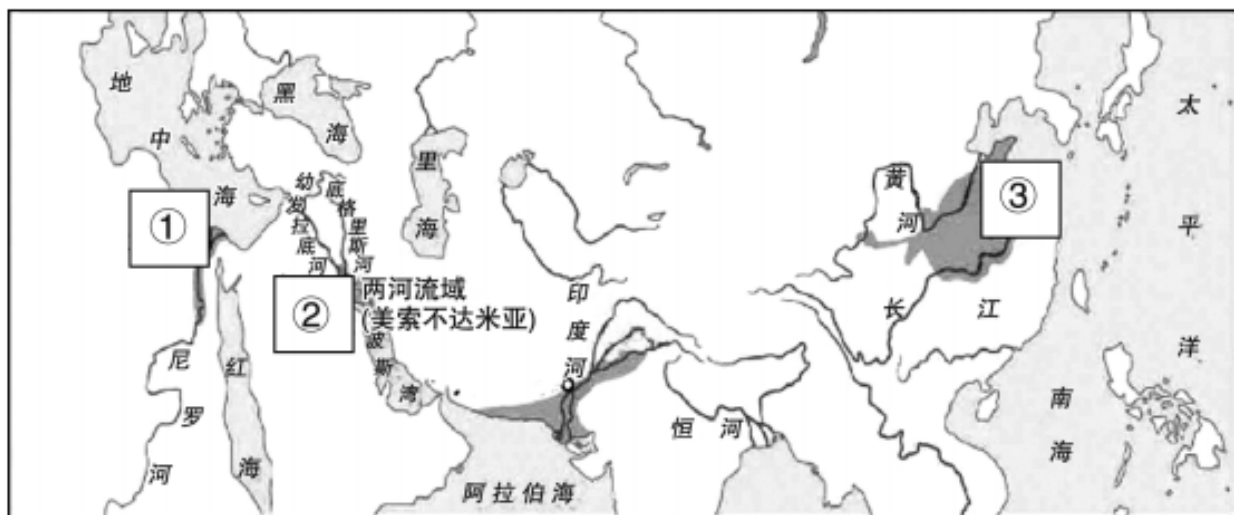 地中海
黑海
里海
①
幼发拉底河
底格里斯河
②
两河流域
(美索不达米亚)
波斯湾
尼罗河
红海
印度河
恒河
阿拉伯海
黄河
③
长江
太平洋
南海